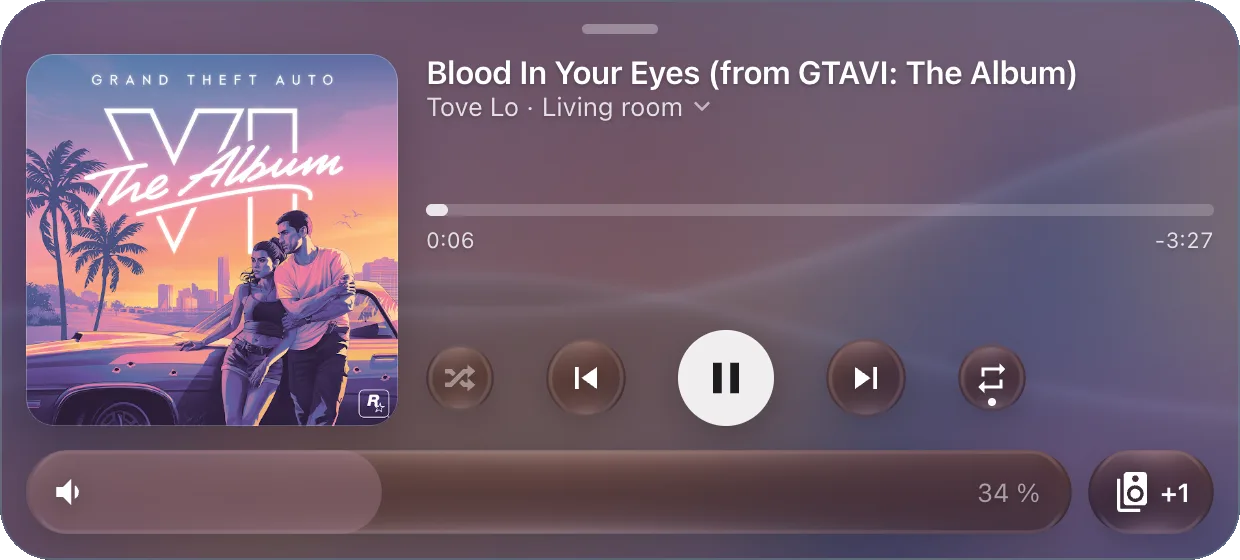 GRAND THEFT AUTO
VI
The Album
R
Blood In Your Eyes (from GTAVI: The Album)
Tove Lo · Living room
0:06
-3:27
34 %
+1